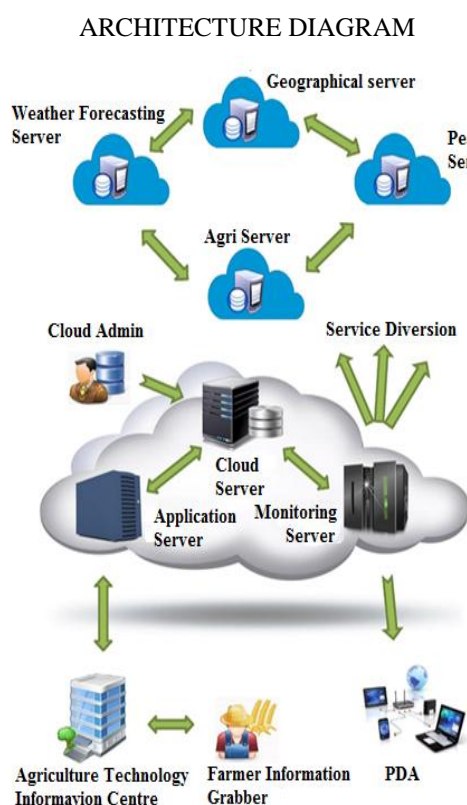 ARCHITECTURE DIAGRAM
Geographical server
Weather Forecasting
Server
Agri Server
Cloud Admin
Service Diversion
Cloud
Server
Application
Server
Monitoring
Server
Agriculture Technology
Informavion Centre
Farmer Information
Grabber
PDA